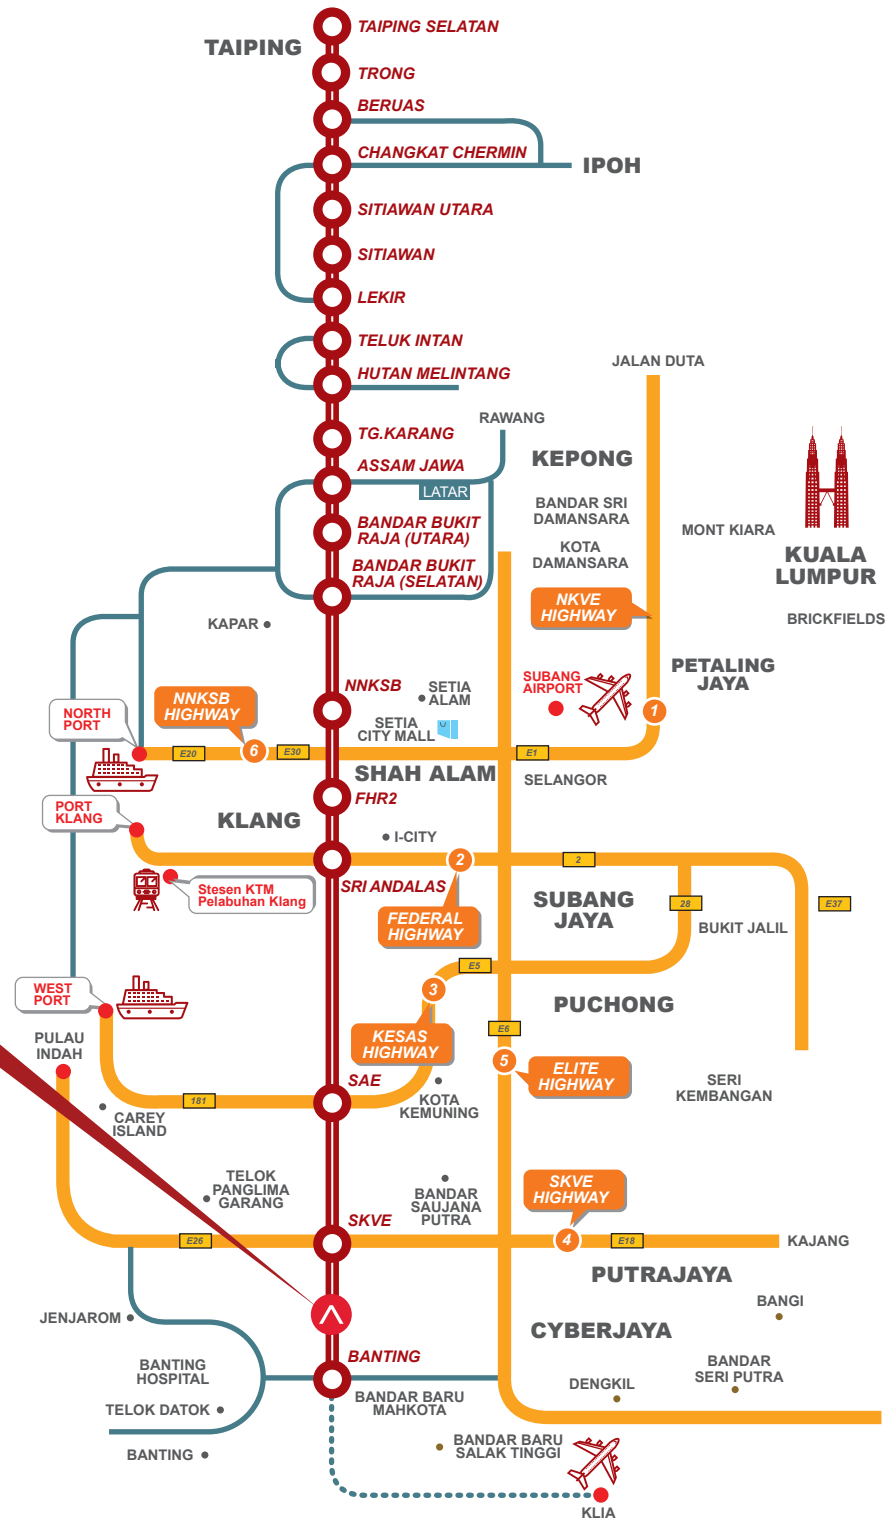 TAIPING SELATAN
TAIPING
TRONG
BERUAS
CHANGKAT CHERMIN
IPOH
SITIAWAN UTARA
SITIAWAN
LEKIR
TELUK INTAN
JALAN DUTA
HUTAN MELINTANG
RAWANG
TG.KARANG
KEPONG
ASSAM JAWA
LATAR
BANDAR SRI
DAMANSARA
BANDAR BUKIT
RAJA (UTARA)
MONT KIARA
KOTA
DAMANSARA
KUALA
LUMPUR
BANDAR BUKIT
RAJA (SELATAN)
NKVE
HIGHWAY
BRICKFIELDS
KAPAR
PETALING
JAYA
SUBANG
AIRPORT
NNKSB
SETIA
ALAM
NNKSB
HIGHWAY
NORTH
PORT
1
SETIA
CITY MALL
6
E20
E30
E1
SHAH ALAM
SELANGOR
FHR2
PORT
KLANG
KLANG
I-CITY
2
2
SRI ANDALAS
Stesen KTM
Pelabuhan Klang
SUBANG
JAYA
28
E37
FEDERAL
HIGHWAY
BUKIT JALIL
E5
WEST
PORT
3
PUCHONG
E6
KESAS
HIGHWAY
PULAU
INDAH
5
ELITE
HIGHWAY
SAE
SERI
KEMBANGAN
181
KOTA
KEMUNING
CAREY
ISLAND
TELOK
PANGLIMA
GARANG
BANDAR
SAUJANA
PUTRA
SKVE
HIGHWAY
SKVE
E26
4
E18
KAJANG
PUTRAJAYA
BANGI
JENJAROM
CYBERJAYA
BANTING
BANTING
HOSPITAL
BANDAR
SERI PUTRA
DENGKIL
BANDAR BARU
MAHKOTA
TELOK DATOK
BANTING
BANDAR BARU
SALAK TINGGI
KLIA